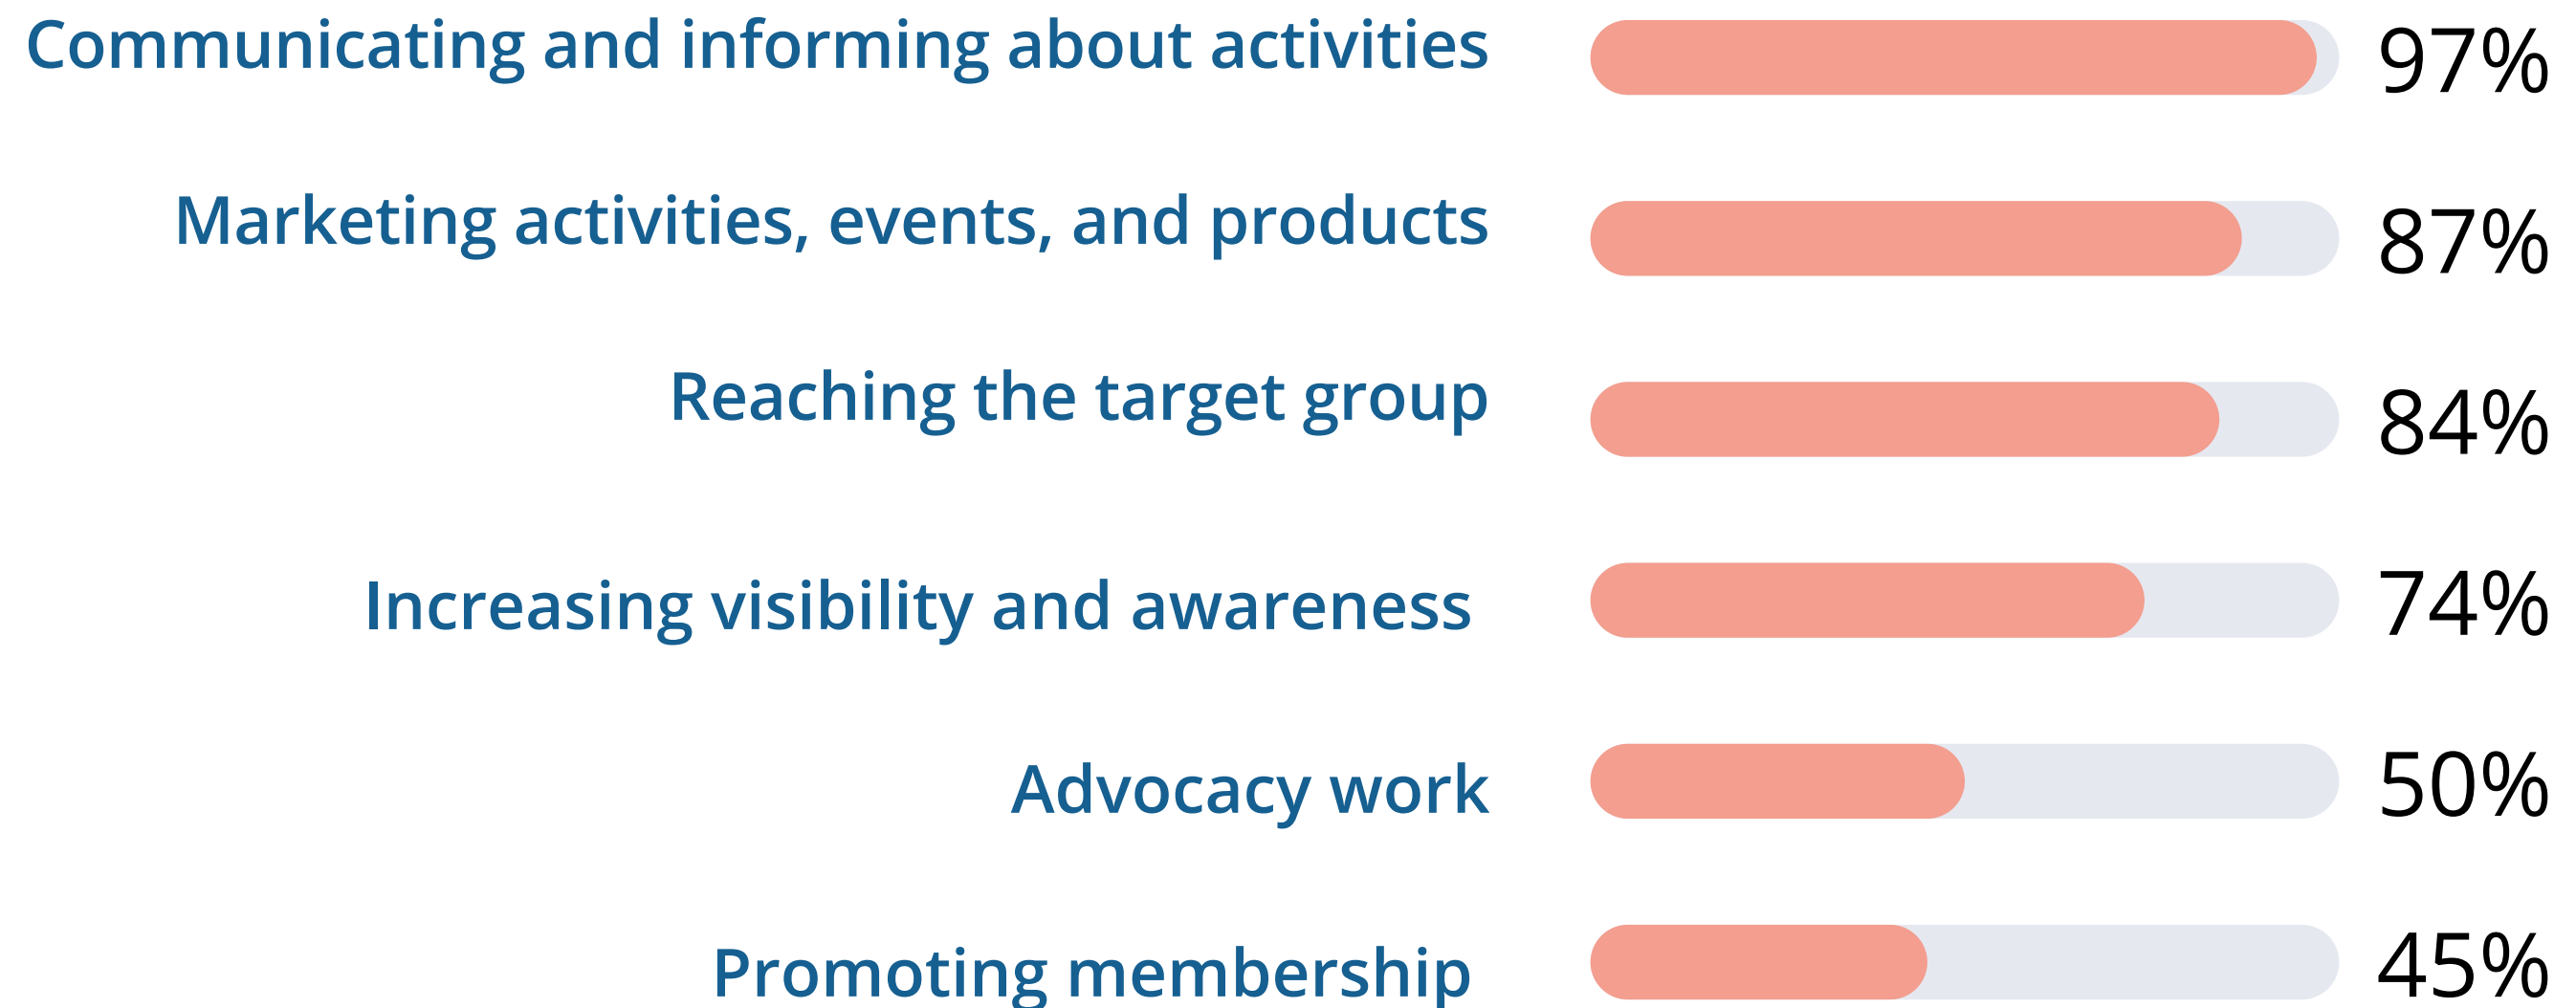 Communicating and informing about activities 97%
Marketing activities, events, and products 87%
Reaching the target group 84%
Increasing visibility and awareness 74%
Advocacy work 50%
Promoting membership 45%